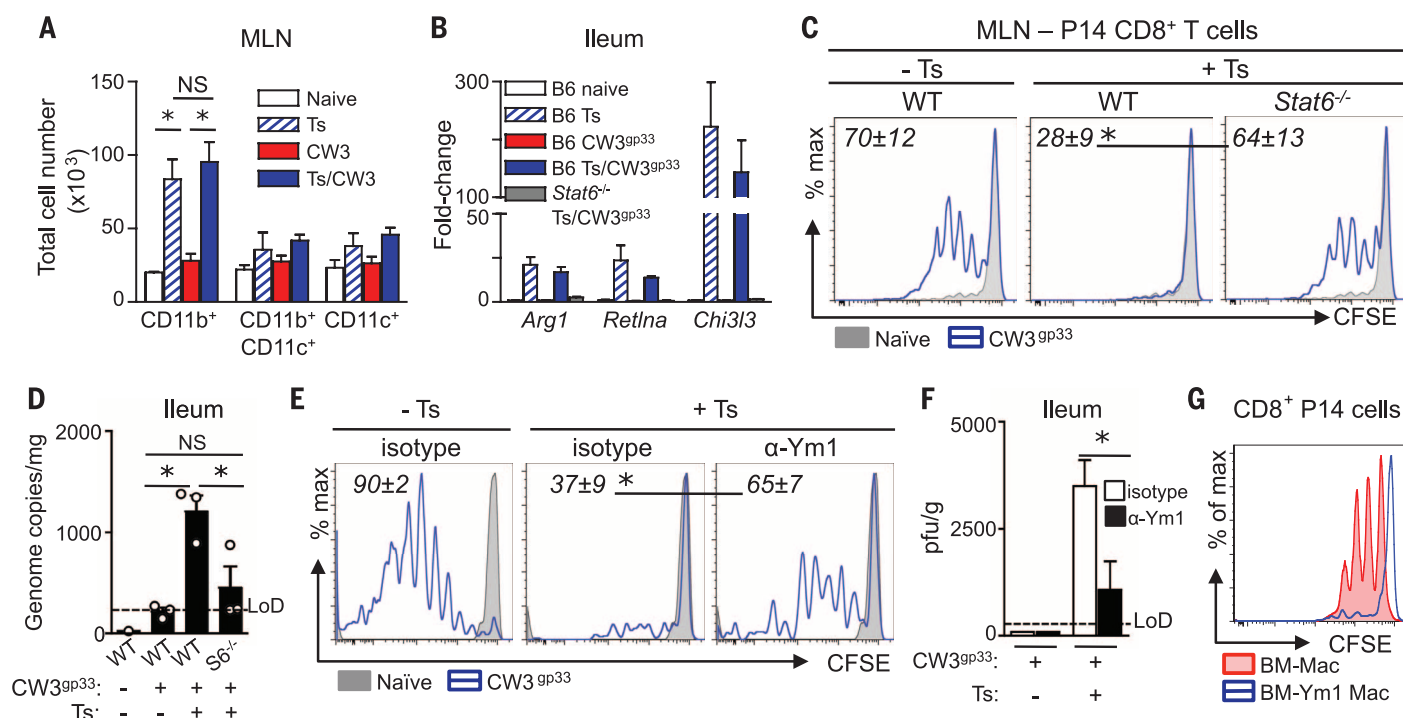 A
MLN
Total cell number
(x10³)
150
100
50
0
NS
*
*
Naive
Ts
CW3
Ts/CW3
CD11b⁺
CD11b⁺
CD11c⁺
CD11c⁺
B
Ileum
Fold-change
300
100
50
0
B6 naive
B6 Ts
B6 CW3ᵍᵖ³³
B6 Ts/CW3ᵍᵖ³³
Stat6⁻/⁻
Ts/CW3ᵍᵖ³³
Arg1
Retlna
Chi3l3
C
MLN – P14 CD8⁺ T cells
- Ts
+ Ts
WT
WT
Stat6⁻/⁻
% max
70±12
28±9
*
64±13
CFSE
Naïve
CW3ᵍᵖ³³
D
Ileum
Genome copies/mg
2000
1000
0
NS
*
*
LoD
WT
WT
WT
S6⁻/⁻
CW3ᵍᵖ³³: - + + +
Ts: - - + +
E
- Ts
+ Ts
isotype
isotype
α-Ym1
% max
90±2
37±9
*
65±7
CFSE
Naïve
CW3ᵍᵖ³³
F
Ileum
pfu/g
5000
2500
0
*
isotype
α-Ym1
LoD
CW3ᵍᵖ³³: + +
Ts: - +
G
CD8⁺ P14 cells
% of max
CFSE
BM-Mac
BM-Ym1 Mac